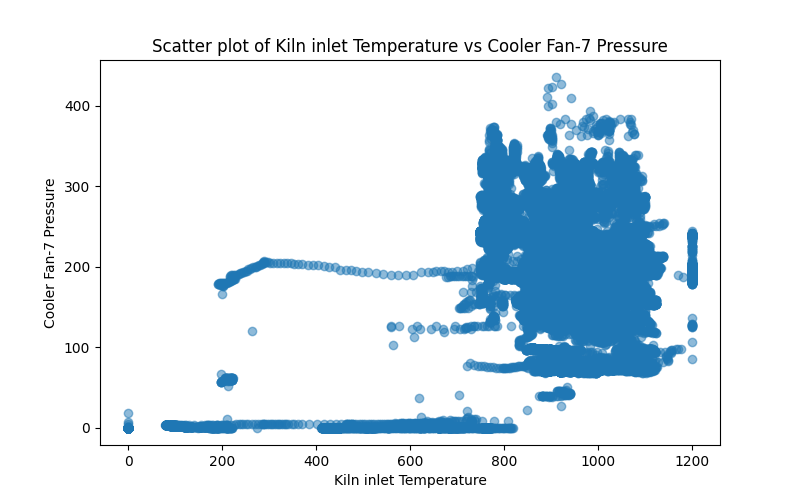 Scatter plot of Kiln inlet Temperature vs Cooler Fan-7 Pressure
400
300
200
100
0
Cooler Fan-7 Pressure
0 200 400 600 800 1000 1200
Kiln inlet Temperature